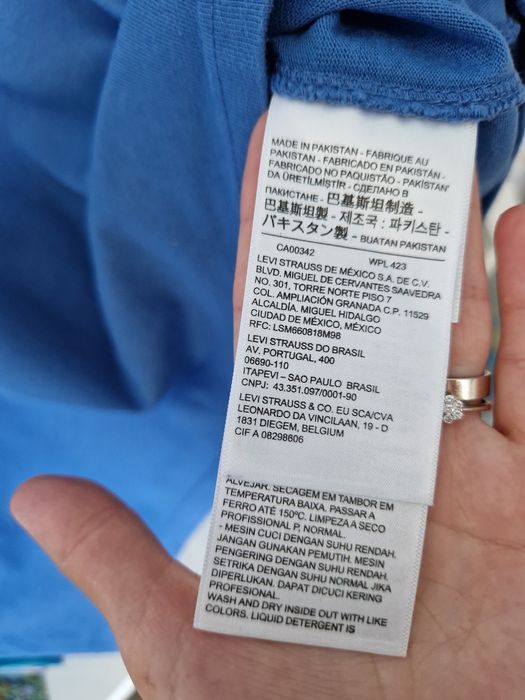 MADE IN PAKISTAN - FABRIQUE AU
PAKISTAN - FABRICADO EN PAKISTÁN -
FABRICADO NO PAQUISTÃO - PAKİSTAN'
DA ÜRETİLMİŞTİR - СДЕЛАНО В
ПАКИСТАНЕ - 巴基斯坦制造 -
巴基斯坦製 - 제조국 : 파키스탄 -
パキスタン製 - BUATAN PAKISTAN
CA00342 WPL 423
LEVI STRAUSS DE MÉXICO S.A. DE C.V.
BLVD. MIGUEL DE CERVANTES SAAVEDRA
NO. 301, TORRE NORTE PISO 7
COL. AMPLIACIÓN GRANADA C.P. 11529
ALCALDÍA. MIGUEL HIDALGO
CIUDAD DE MÉXICO, MÉXICO
RFC: LSM660818M98
LEVI STRAUSS DO BRASIL
AV. PORTUGAL, 400
06690-110
ITAPEVI – SAO PAULO BRASIL
CNPJ: 43.351.097/0001-90
LEVI STRAUSS & CO. EU SCA/CVA
LEONARDO DA VINCILAAN, 19 - D
1831 DIEGEM, BELGIUM
CIF A 08298606
ALVEJAR. SECAGEM EM TAMBOR EM
TEMPERATURA BAIXA. PASSAR A
FERRO ATÉ 150ºC. LIMPEZA A SECO
PROFISSIONAL P, NORMAL.
- MESIN CUCI DENGAN SUHU RENDAH.
JANGAN GUNAKAN PEMUTIH. MESIN
PENGERING DENGAN SUHU RENDAH.
SETRIKA DENGAN SUHU NORMAL JIKA
DIPERLUKAN. DAPAT DICUCI KERING
PROFESIONAL.
WASH AND DRY INSIDE OUT WITH LIKE
COLORS. LIQUID DETERGENT IS